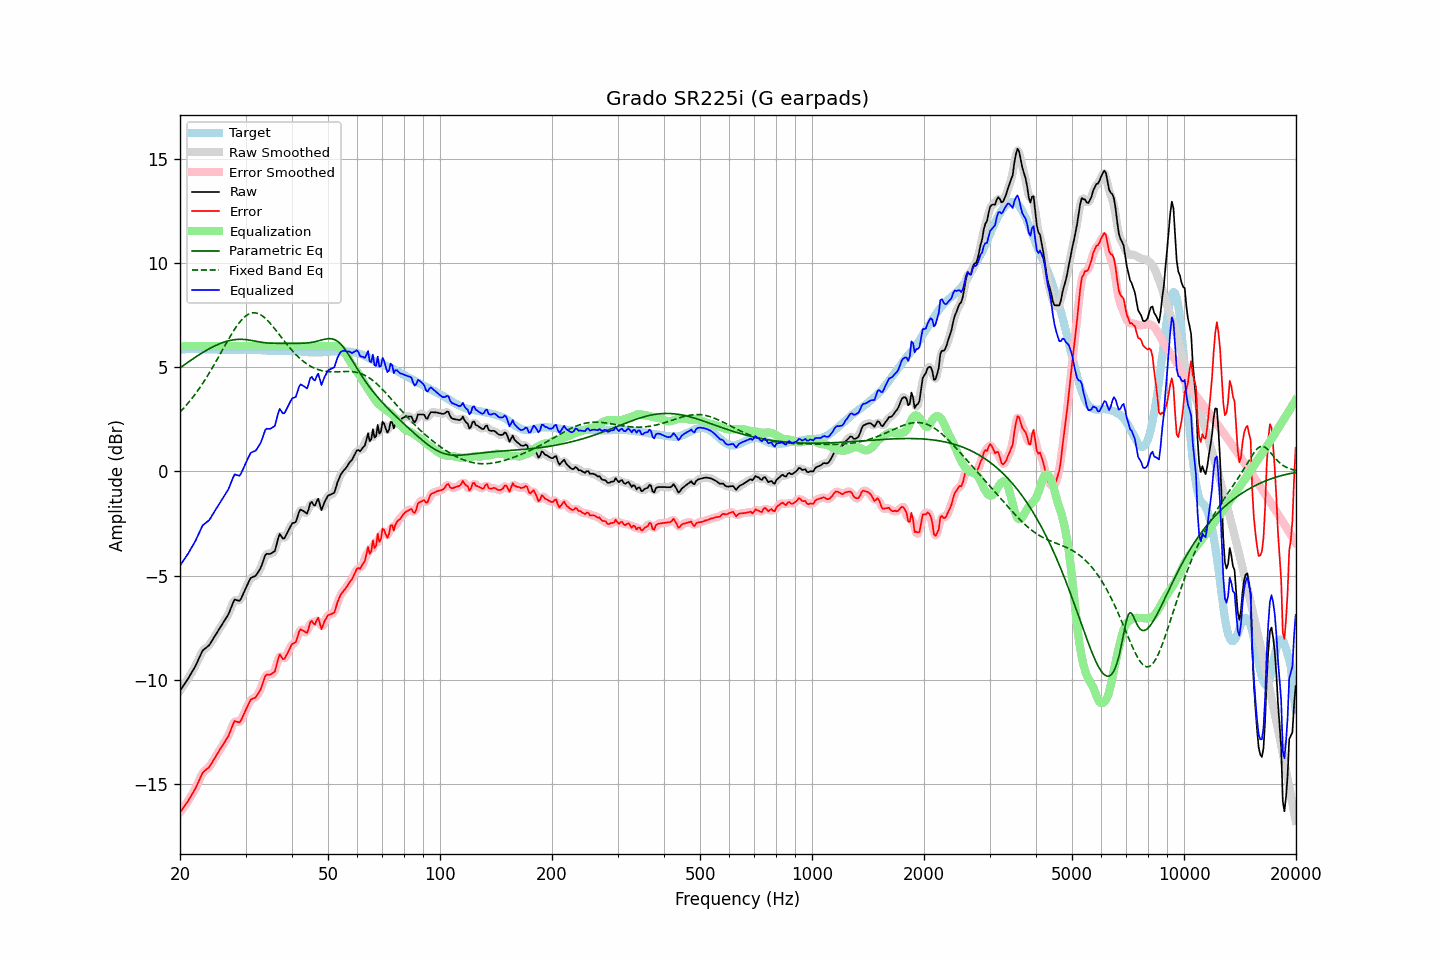 Grado SR225i (G earpads)
Target
Raw Smoothed
Error Smoothed
Raw
Error
Equalization
Parametric Eq
Fixed Band Eq
Equalized
Amplitude (dBr)
15
10
5
0
−5
−10
−15
20 50 100 200 500 1000 2000 5000 10000 20000
Frequency (Hz)